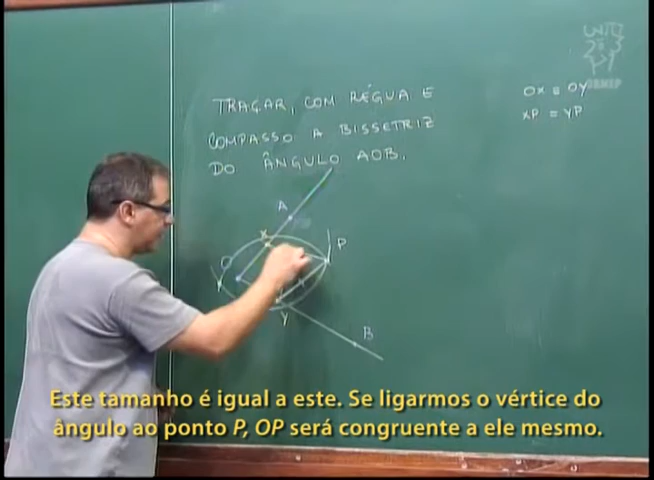 TRAÇAR, COM RÉGUA E
COMPASSO A BISSETRIZ
DO ÂNGULO AOB.
OX ≡ OY
XP ≡ YP
A
X
P
O
Y
B
OBMEP
Este tamanho é igual a este. Se ligarmos o vértice do
ângulo ao ponto P, OP será congruente a ele mesmo.